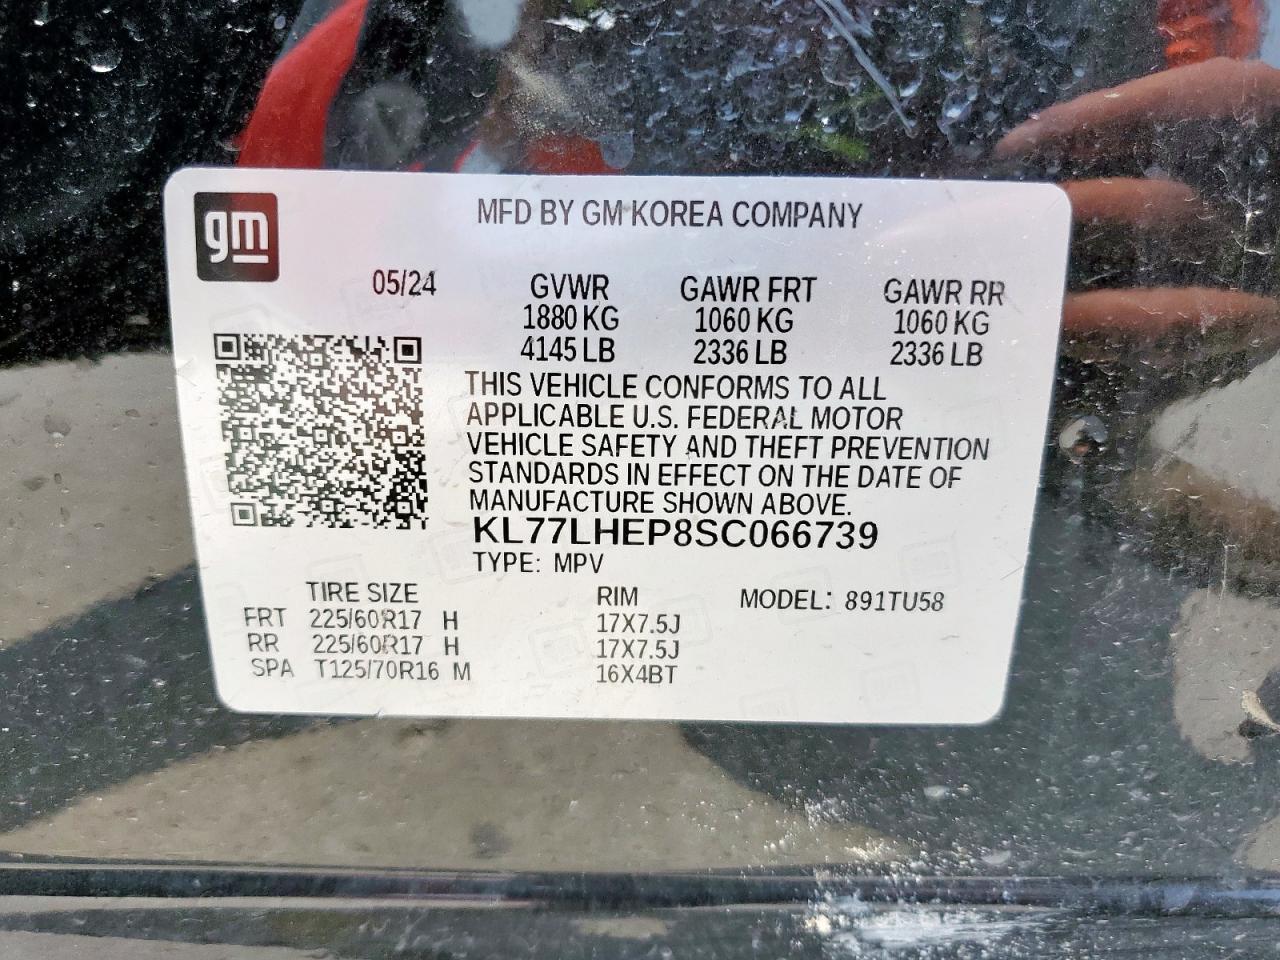 gm
MFD BY GM KOREA COMPANY
05/24 GVWR GAWR FRT GAWR RR
1880 KG 1060 KG 1060 KG
4145 LB 2336 LB 2336 LB
THIS VEHICLE CONFORMS TO ALL
APPLICABLE U.S. FEDERAL MOTOR
VEHICLE SAFETY AND THEFT PREVENTION
STANDARDS IN EFFECT ON THE DATE OF
MANUFACTURE SHOWN ABOVE.
KL77LHEP8SC066739
TYPE: MPV
TIRE SIZE RIM MODEL: 891TU58
FRT 225/60R17 H 17X7.5J
RR 225/60R17 H 17X7.5J
SPA T125/70R16 M 16X4BT